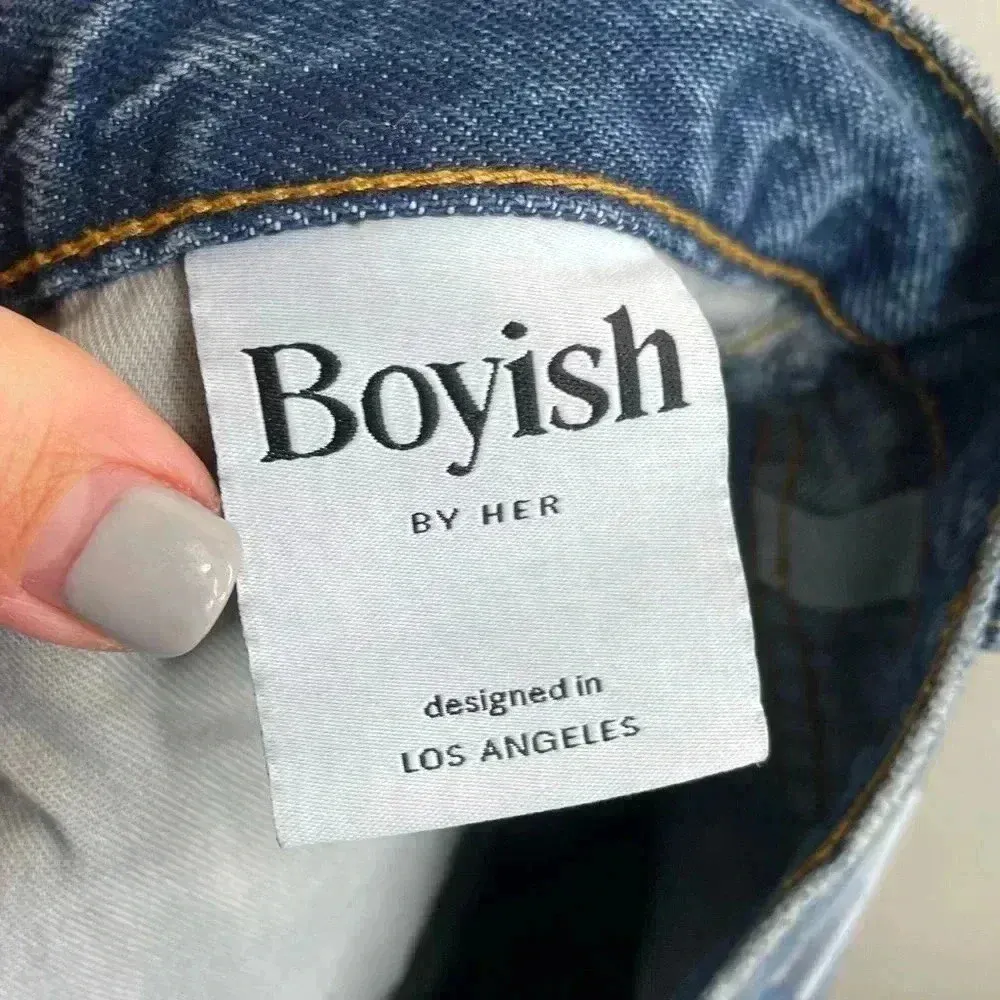 Boyish
BY HER
designed in
LOS ANGELES